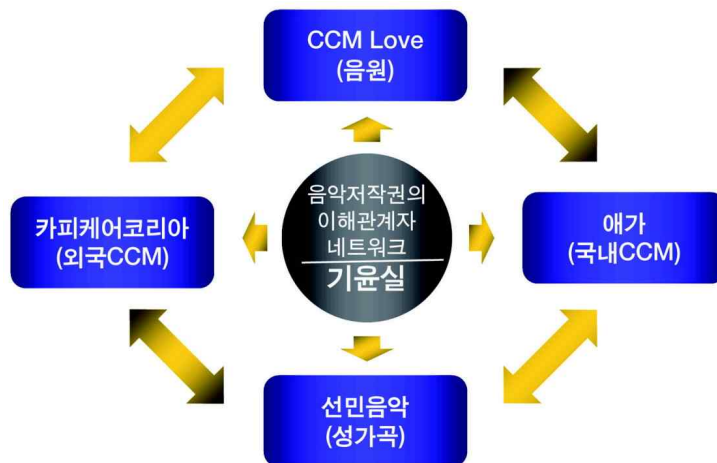 CCM Love
(음원)
음악저작권의
이해관계자
네트워크
기윤실
카피케어코리아
(외국CCM)
애가
(국내CCM)
선민음악
(성가곡)